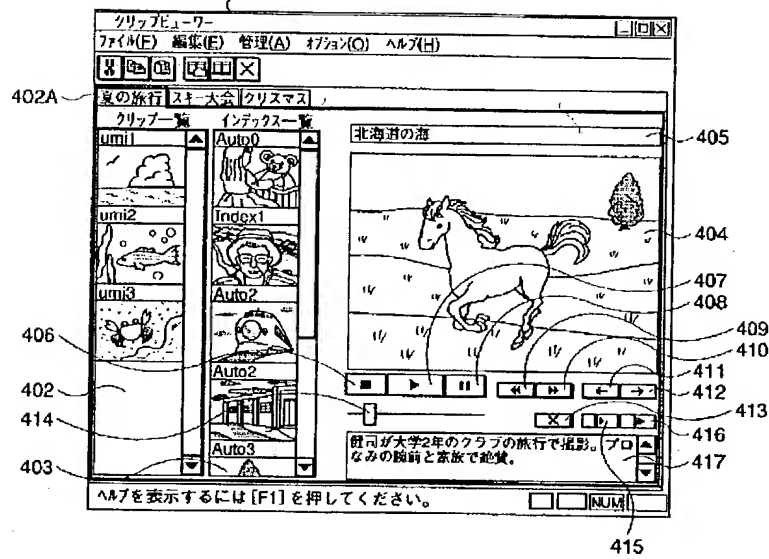 クリップビューワー
ファイル(F) 編集(E) 管理(A) オプション(O) ヘルプ(H)
402A
夏の旅行 スキー大会 クリスマス
クリップ一覧 インデックス一覧
北海道の海
405
umi1
Auto0
404
umi2
Index1
407
408
umi3
Auto2
409
410
406
411
412
402
Auto2
414
413
416
403
Auto3
健司が大学2年のクラブの旅行で撮影。プロ
なみの腕前と家族で絶賛。
417
ヘルプを表示するには [F1] を押してください。
NUM
415